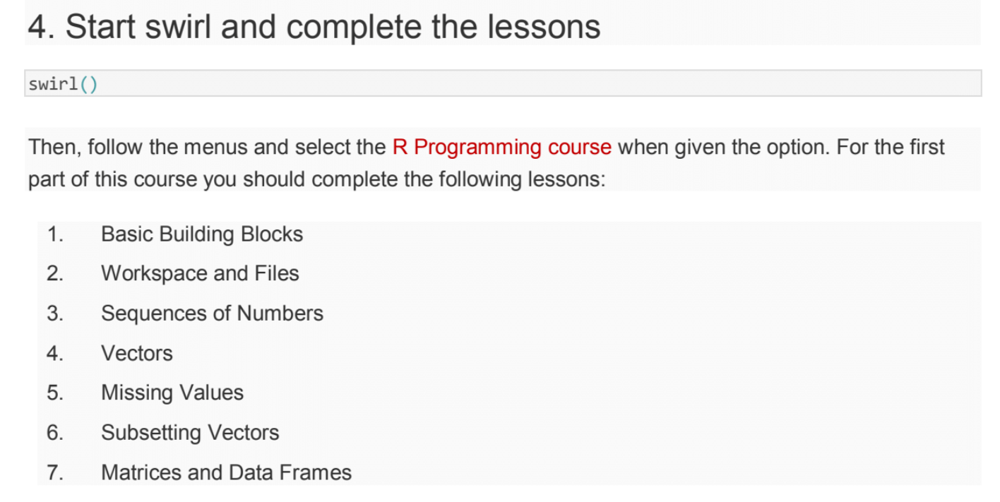 4. Start swirl and complete the lessons
swirl()
Then, follow the menus and select the R Programming course when given the option. For the first
part of this course you should complete the following lessons:
1. Basic Building Blocks
2. Workspace and Files
3. Sequences of Numbers
4. Vectors
5. Missing Values
6. Subsetting Vectors
7. Matrices and Data Frames